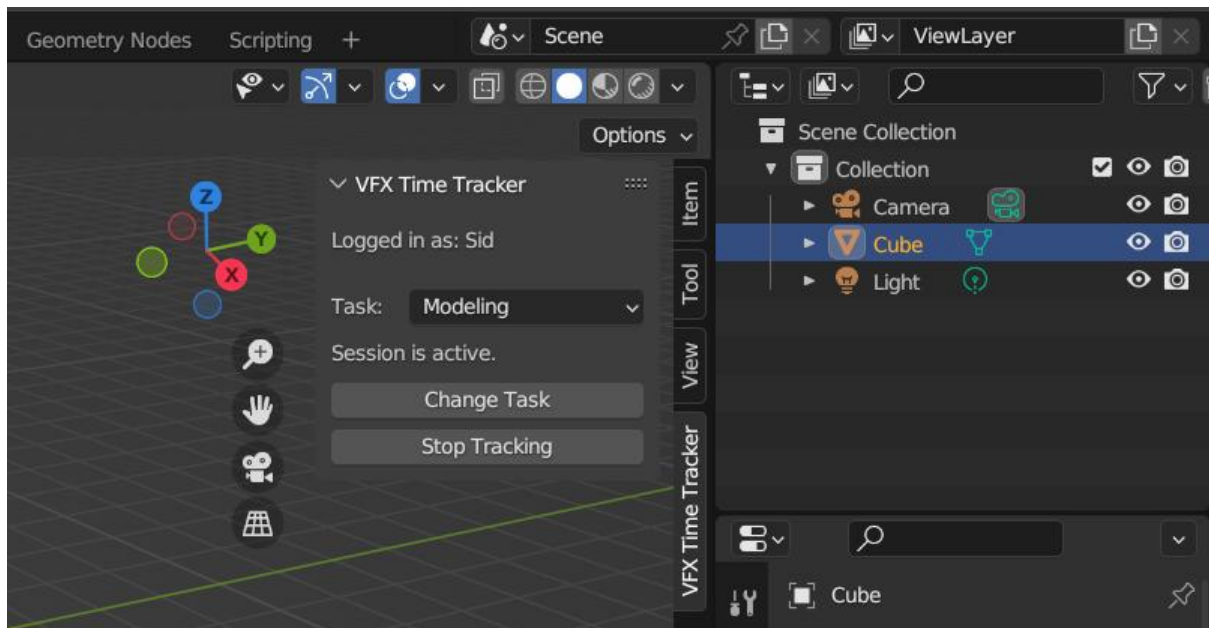 Geometry Nodes Scripting + Scene ViewLayer
Options
Scene Collection
Collection
Camera
Cube
Light
VFX Time Tracker
Logged in as: Sid
Task: Modeling
Session is active.
Change Task
Stop Tracking
Z
Y
X
Item
Tool
View
VFX Time Tracker
Cube